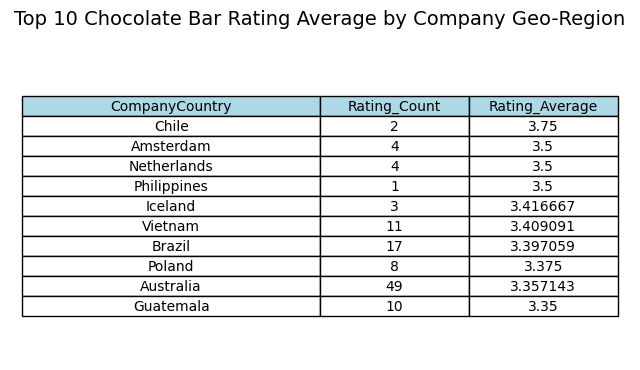 Top 10 Chocolate Bar Rating Average by Company Geo-Region
CompanyCountry Rating_Count Rating_Average
Chile 2 3.75
Amsterdam 4 3.5
Netherlands 4 3.5
Philippines 1 3.5
Iceland 3 3.416667
Vietnam 11 3.409091
Brazil 17 3.397059
Poland 8 3.375
Australia 49 3.357143
Guatemala 10 3.35